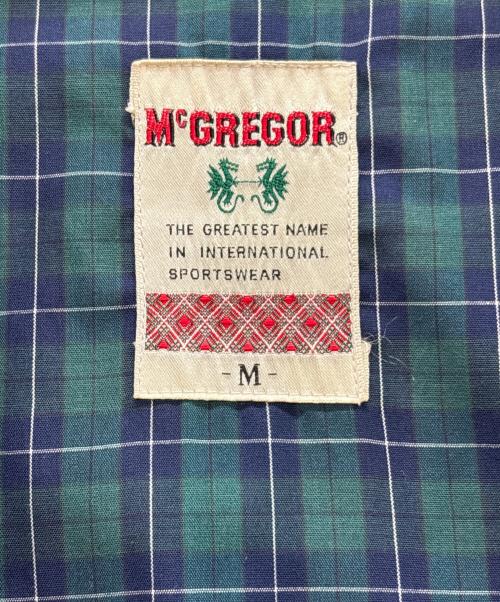 McGREGOR®
THE GREATEST NAME
IN INTERNATIONAL
SPORTSWEAR
- M -